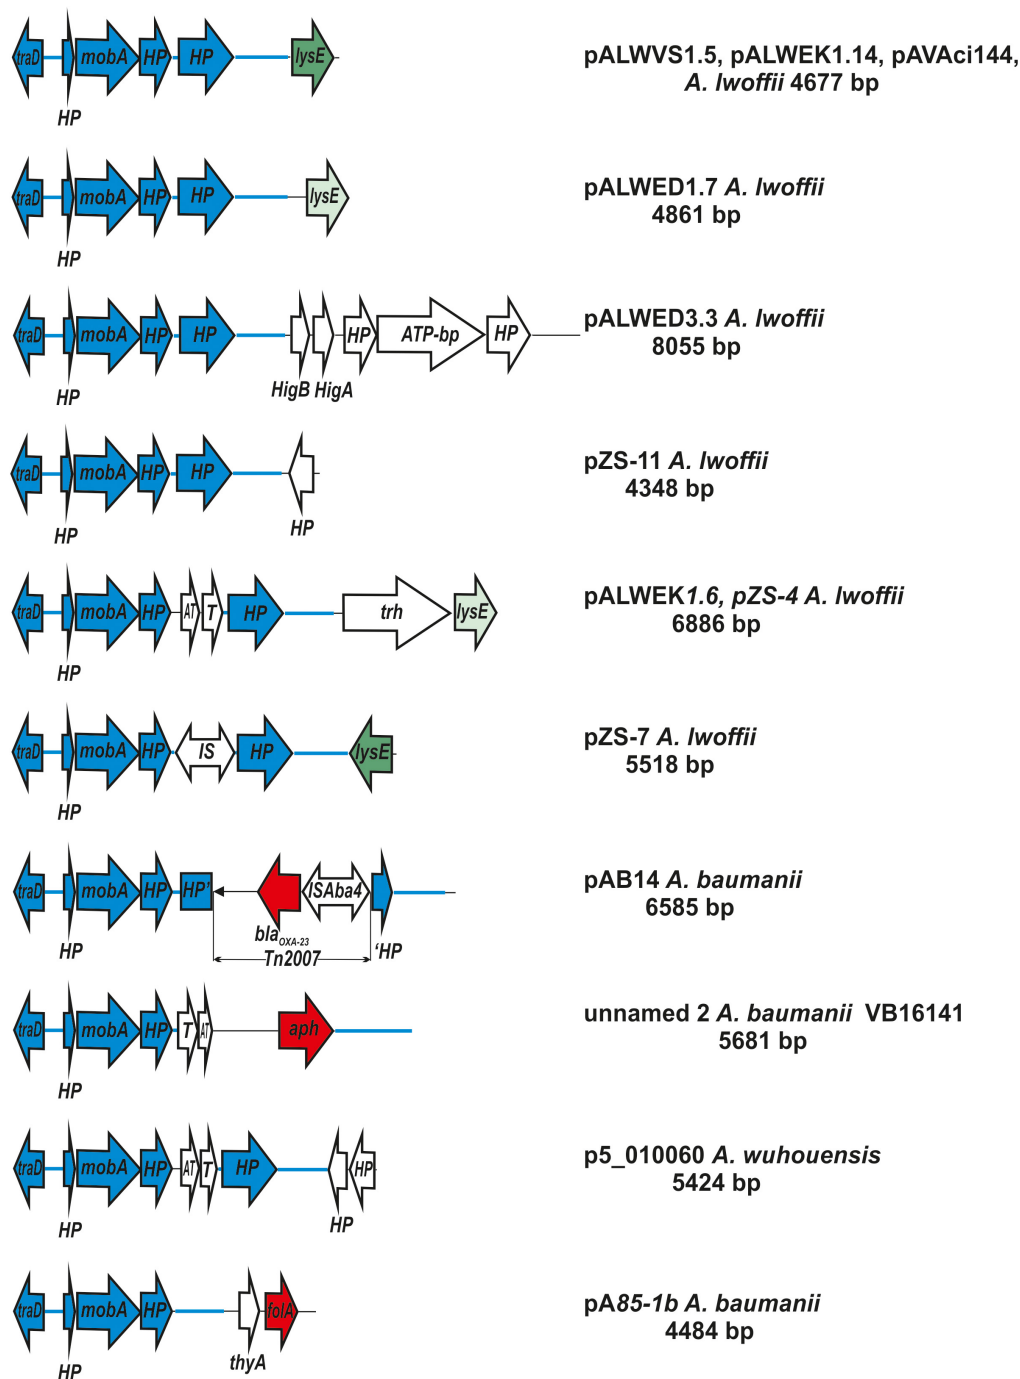 traD mobA HP HP lysE
HP
pALWVS1.5, pALWEK1.14, pAVAci144,
A. lwoffii 4677 bp
traD mobA HP HP lysE
HP
pALWED1.7 A. lwoffii
4861 bp
traD mobA HP HP HP ATP-bp HP
HP HigB HigA
pALWED3.3 A. lwoffii
8055 bp
traD mobA HP HP
HP HP
pZS-11 A. lwoffii
4348 bp
traD mobA HP AT T HP trh lysE
HP
pALWEK1.6, pZS-4 A. lwoffii
6886 bp
traD mobA HP IS HP lysE
HP
pZS-7 A. lwoffii
5518 bp
traD mobA HP HP' ISAba4
HP blaOXA-23 'HP
Tn2007
pAB14 A. baumanii
6585 bp
traD mobA HP T AT aph
HP
unnamed 2 A. baumanii VB16141
5681 bp
traD mobA HP AT T HP HP
HP HP
p5_010060 A. wuhouensis
5424 bp
traD mobA HP folA
HP thyA
pA85-1b A. baumanii
4484 bp